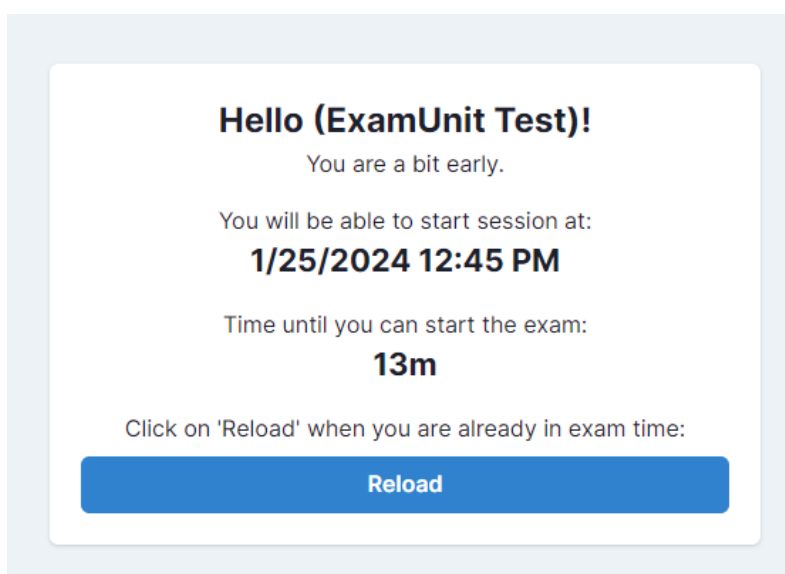 Hello (ExamUnit Test)!
You are a bit early.
You will be able to start session at:
1/25/2024 12:45 PM
Time until you can start the exam:
13m
Click on 'Reload' when you are already in exam time:
Reload